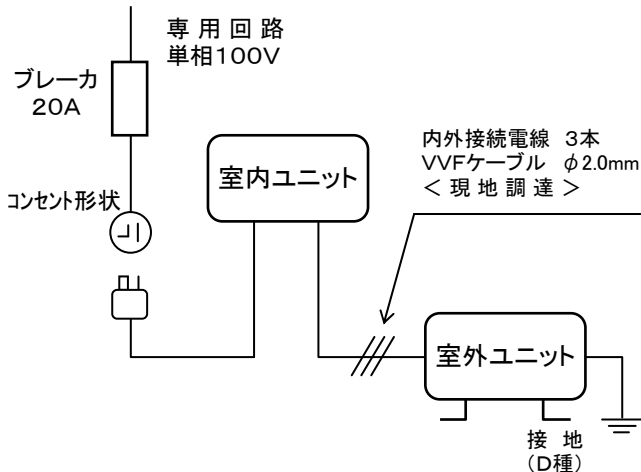 専用回路
単相100V
ブレーカ
20A
内外接続電線 3本
VVFケーブル φ2.0mm
<現地調達>
室内ユニット
コンセント形状
室外ユニット
接地
(D種)